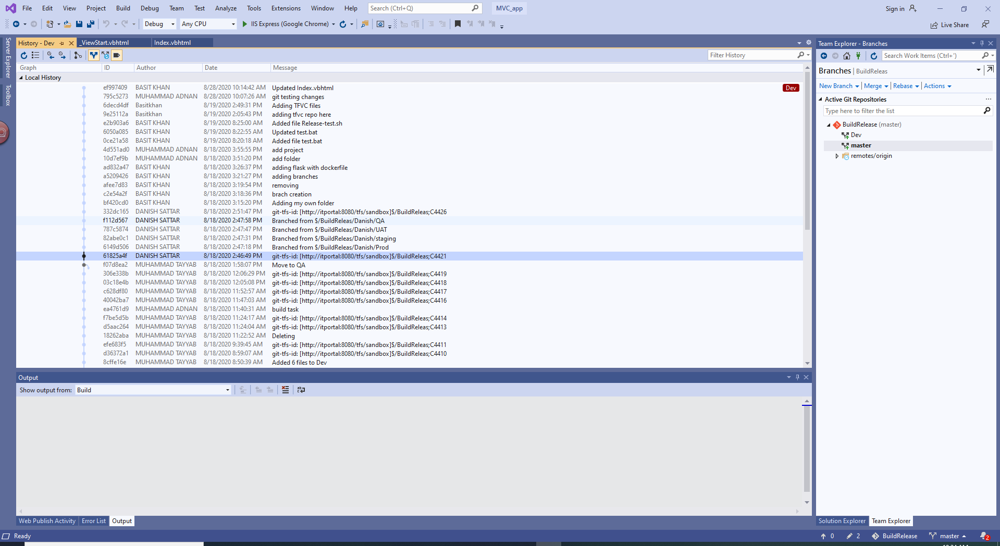 File Edit View Project Build Debug Team Test Analyze Tools Extensions Window Help Search (Ctrl+Q) MVC_app Sign in
Debug Any CPU IIS Express (Google Chrome) Live Share
Server Explorer
Toolbox
History - Dev _ViewStart.vbhtml Index.vbhtml
Filter History
Graph ID Author Date Message
Local History
ef997409 BASIT KHAN 8/28/2020 10:14:42 AM Updated Index.vbhtml Dev
795c5273 MUHAMMAD ADNAN 8/28/2020 10:07:26 AM git testing changes
6decd4df Basitkhan 8/19/2020 2:49:31 PM Adding TFVC files
9e25112a Basitkhan 8/19/2020 2:05:43 PM adding tfvc repo here
e2b903a6 BASIT KHAN 8/19/2020 8:25:00 AM Added file Release-test.sh
6050a085 BASIT KHAN 8/19/2020 8:22:55 AM Updated test.bat
0ce21a58 BASIT KHAN 8/19/2020 8:20:18 AM Added file test.bat
4d551ad0 MUHAMMAD ADNAN 8/18/2020 3:55:55 PM add project
10d7ef9b MUHAMMAD ADNAN 8/18/2020 3:51:20 PM add folder
ad832a47 BASIT KHAN 8/18/2020 3:26:37 PM adding flask with dockerfile
a5209426 BASIT KHAN 8/18/2020 3:21:27 PM adding branches
afee7d83 BASIT KHAN 8/18/2020 3:19:54 PM removing
c2e54a2f BASIT KHAN 8/18/2020 3:18:36 PM brach creation
bf420cd0 BASIT KHAN 8/18/2020 3:15:20 PM Adding my own folder
332dc165 DANISH SATTAR 8/18/2020 2:51:47 PM git-tfs-id: [http://itportal:8080/tfs/sandbox]$/BuildReleas;C4426
f112d567 DANISH SATTAR 8/18/2020 2:47:58 PM Branched from $/BuildReleas/Danish/QA
787c5874 DANISH SATTAR 8/18/2020 2:47:47 PM Branched from $/BuildReleas/Danish/UAT
82abe0c1 DANISH SATTAR 8/18/2020 2:47:31 PM Branched from $/BuildReleas/Danish/staging
6149d506 DANISH SATTAR 8/18/2020 2:47:18 PM Branched from $/BuildReleas/Danish/Prod
61825a4f DANISH SATTAR 8/18/2020 2:46:49 PM git-tfs-id: [http://itportal:8080/tfs/sandbox]$/BuildReleas;C4421
f07d8ea2 MUHAMMAD TAYYAB 8/18/2020 1:58:07 PM Move to QA
306e338b MUHAMMAD TAYYAB 8/18/2020 12:06:29 PM git-tfs-id: [http://itportal:8080/tfs/sandbox]$/BuildReleas;C4419
03c18e4b MUHAMMAD TAYYAB 8/18/2020 12:05:08 PM git-tfs-id: [http://itportal:8080/tfs/sandbox]$/BuildReleas;C4418
c628df80 MUHAMMAD TAYYAB 8/18/2020 11:52:57 AM git-tfs-id: [http://itportal:8080/tfs/sandbox]$/BuildReleas;C4417
40042ba7 MUHAMMAD TAYYAB 8/18/2020 11:47:03 AM git-tfs-id: [http://itportal:8080/tfs/sandbox]$/BuildReleas;C4416
ea4761d9 MUHAMMAD ADNAN 8/18/2020 11:40:31 AM build task
f7be5d5b MUHAMMAD TAYYAB 8/18/2020 11:24:17 AM git-tfs-id: [http://itportal:8080/tfs/sandbox]$/BuildReleas;C4414
d5aac264 MUHAMMAD TAYYAB 8/18/2020 11:24:04 AM git-tfs-id: [http://itportal:8080/tfs/sandbox]$/BuildReleas;C4413
18262aba MUHAMMAD TAYYAB 8/18/2020 11:22:52 AM Deleting
efe683f5 MUHAMMAD TAYYAB 8/18/2020 9:39:45 AM git-tfs-id: [http://itportal:8080/tfs/sandbox]$/BuildReleas;C4411
d36372a1 MUHAMMAD TAYYAB 8/18/2020 8:59:07 AM git-tfs-id: [http://itportal:8080/tfs/sandbox]$/BuildReleas;C4410
8cffe16e MUHAMMAD TAYYAB 8/18/2020 8:50:39 AM Added 6 files to Dev
Output
Show output from: Build
Web Publish Activity Error List Output
Team Explorer - Branches
Search Work Items (Ctrl+')
Branches | BuildReleas
New Branch Merge Rebase Actions
Active Git Repositories
Type here to filter the list
BuildRelease (master)
Dev
master
remotes/origin
Solution Explorer Team Explorer
Ready 0 2 BuildRelease master 2